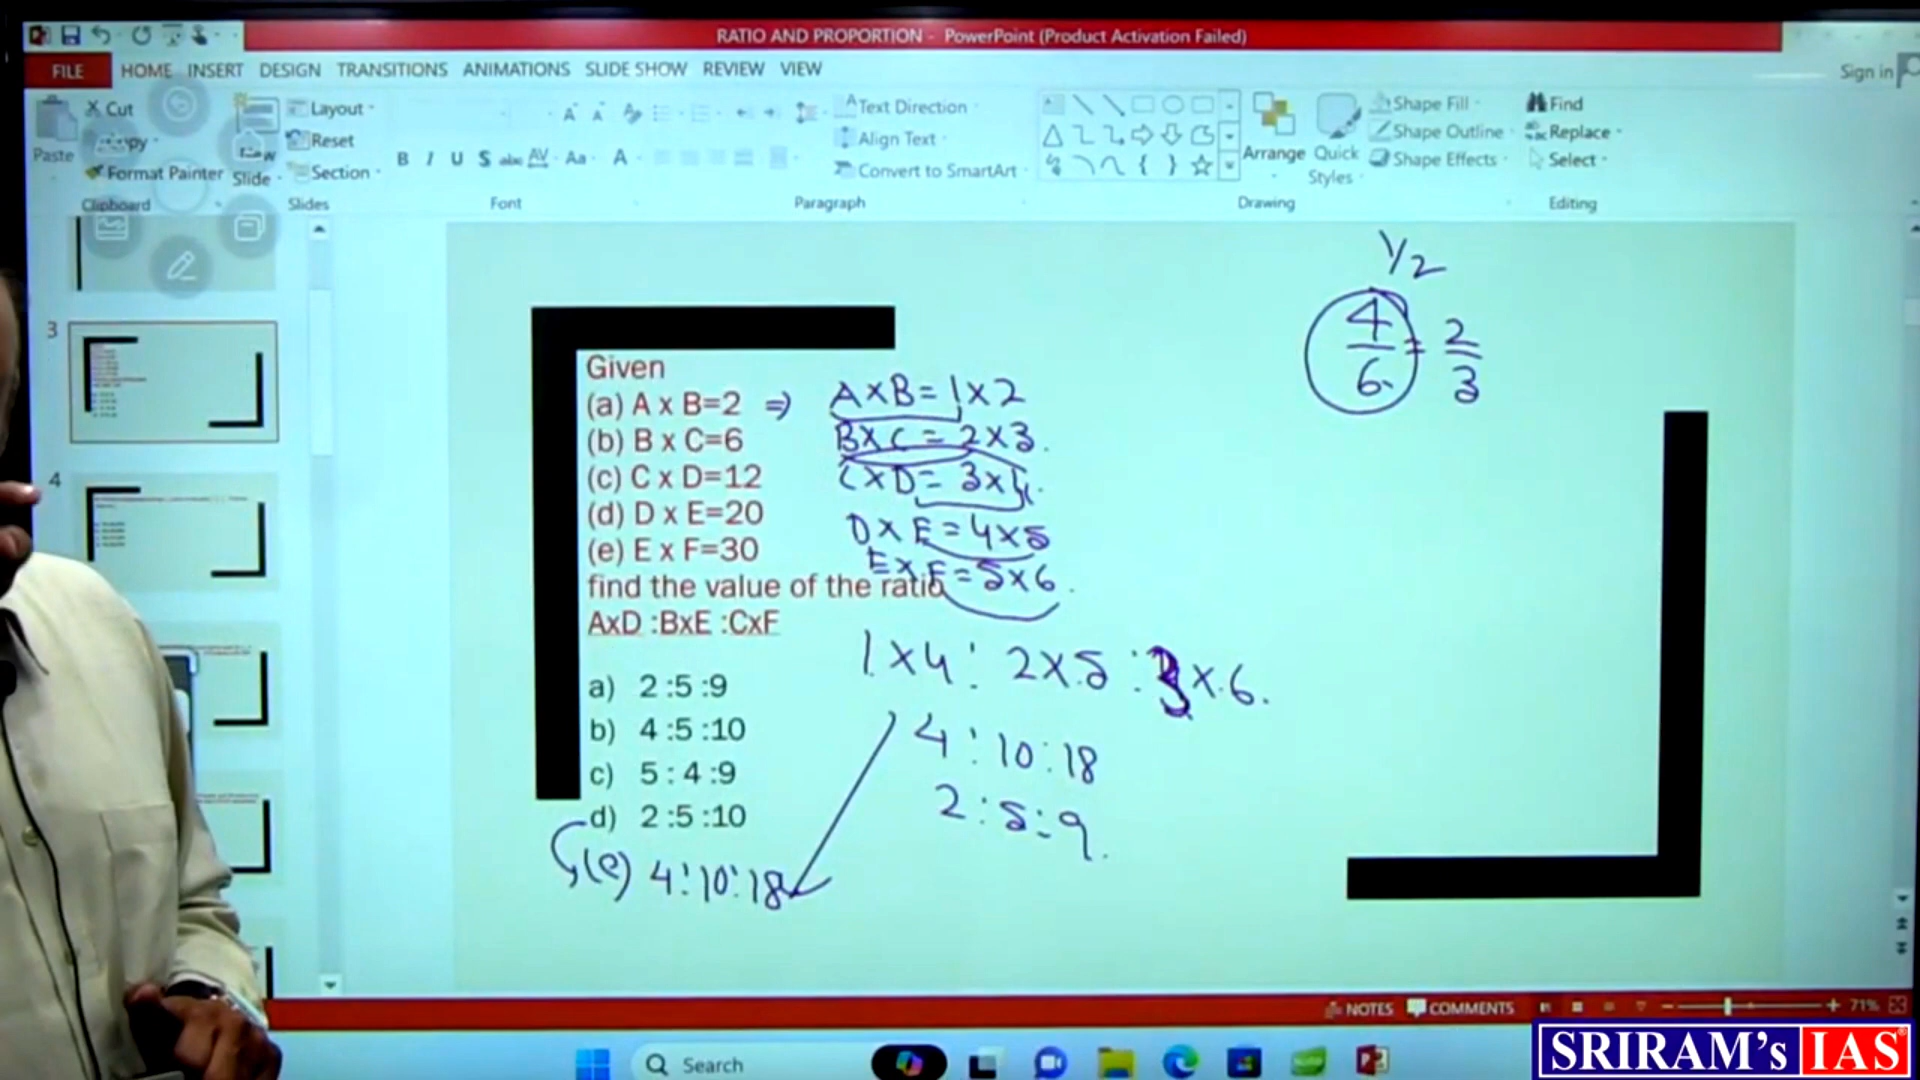 RATIO AND PROPORTION - PowerPoint (Product Activation Failed)
FILE HOME INSERT DESIGN TRANSITIONS ANIMATIONS SLIDE SHOW REVIEW VIEW
Sign in
Cut
Paste
Format Painter
Clipboard
Slide
Layout
Reset
Section
Slides
B I U S abc AV Aa A
Font
Text Direction
Align Text
Convert to SmartArt
Paragraph
Arrange
Quick Styles
Shape Fill
Shape Outline
Shape Effects
Drawing
Find
Replace
Select
Editing
3
4
1/2
4/6 = 2/3
Given
(a) A x B=2 ⇒ A×B=1×2
(b) B x C=6 B×C=2×3.
(c) C x D=12 C×D=3×4.
(d) D x E=20 D×E=4×5
(e) E x F=30 E×F=5×6.
find the value of the ratio
AxD :BxE :CxF
1×4 : 2×5 : 3×6.
a) 2 :5 :9
b) 4 :5 :10
c) 5 : 4 :9
d) 2 :5 :10
(e) 4:10:18
4 : 10 : 18
2 : 5 : 9.
NOTES COMMENTS 71%
Search
SRIRAM's IAS